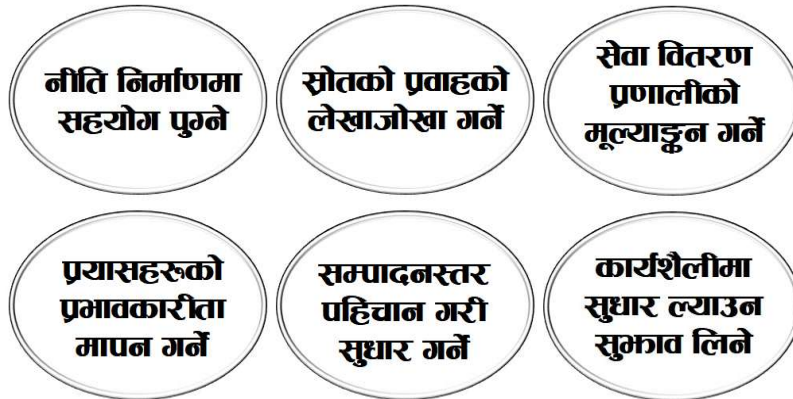 नीति निर्माणमा
सहयोग पुग्ने
स्रोतको प्रवाहको
लेखाजोखा गर्ने
सेवा वितरण
प्रणालीको
मूल्याङ्कन गर्ने
प्रयासहरुको
प्रभावकारीता
मापन गर्ने
सम्पादनस्तर
पहिचान गरी
सुधार गर्ने
कार्यशैलीमा
सुधार ल्याउन
सुझाव लिने